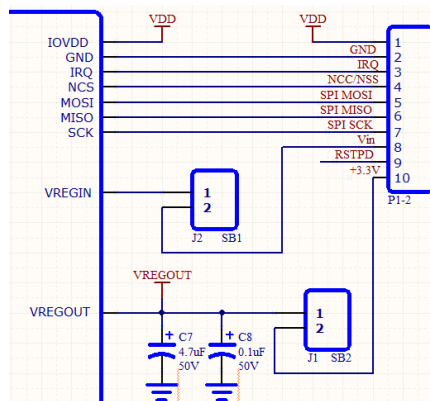 VDD VDD
IOVDD 1
GND GND 2
IRQ IRQ 3
NCS NCC/NSS 4
MOSI SPI MOSI 5
MISO SPI MISO 6
SCK SPI SCK 7
Vin 8
RSTPD 9
+3.3V 10
P1-2
VREGIN 1
2
J2 SB1
VREGOUT
VREGOUT 1
2
J1 SB2
+ C7 + C8
4.7uF 0.1uF
50V 50V